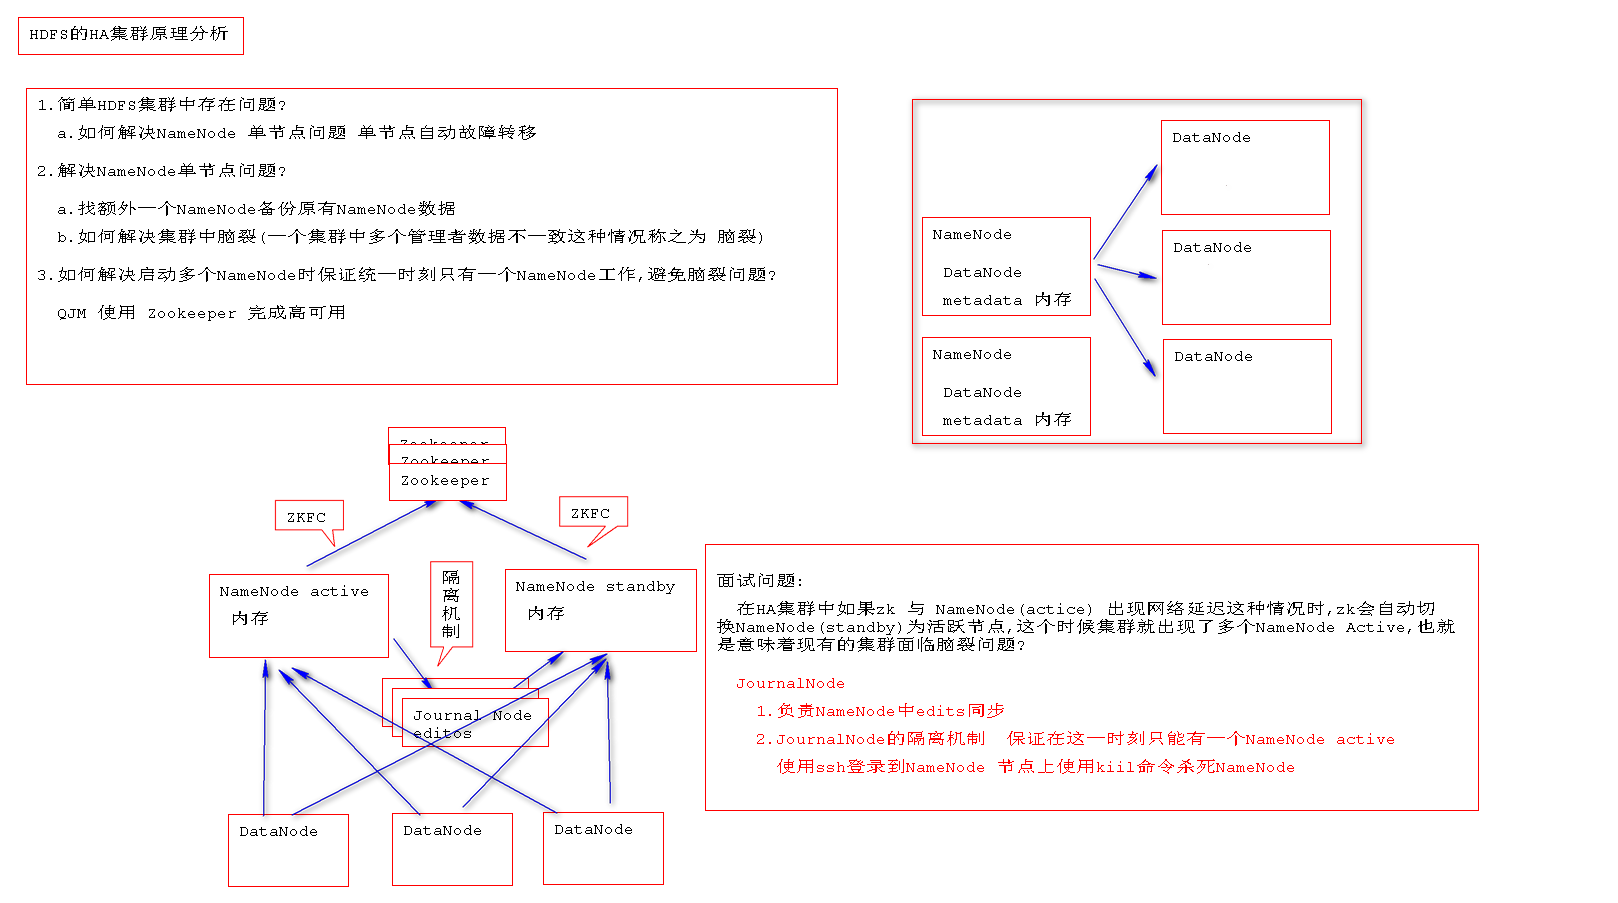 HDFS的HA集群原理分析
1.简单HDFS集群中存在问题?
a.如何解决NameNode 单节点问题 单节点自动故障转移
2.解决NameNode单节点问题?
a.找额外一个NameNode备份原有NameNode数据
b.如何解决集群中脑裂(一个集群中多个管理者数据不一致这种情况称之为 脑裂)
3.如何解决启动多个NameNode时保证统一时刻只有一个NameNode工作,避免脑裂问题?
QJM 使用 Zookeeper 完成高可用
NameNode
DataNode
metadata 内存
NameNode
DataNode
metadata 内存
DataNode
DataNode
DataNode
Zookeeper
Zookeeper
Zookeeper
ZKFC
ZKFC
NameNode active
内存
隔
离
机
制
NameNode standby
内存
Journal Node
editos
DataNode
DataNode
DataNode
面试问题:
在HA集群中如果zk 与 NameNode(actice) 出现网络延迟这种情况时,zk会自动切
换NameNode(standby)为活跃节点,这个时候集群就出现了多个NameNode Active,也就
是意味着现有的集群面临脑裂问题?
JournalNode
1.负责NameNode中edits同步
2.JournalNode的隔离机制 保证在这一时刻只能有一个NameNode active
使用ssh登录到NameNode 节点上使用kiil命令杀死NameNode